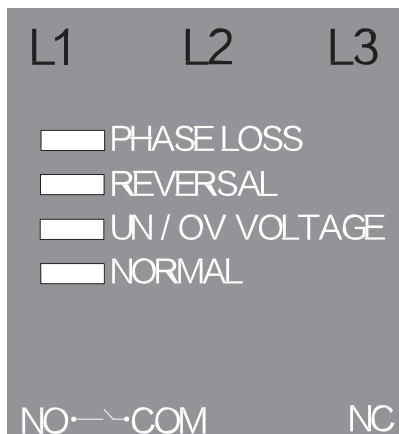 L1 L2 L3
PHASE LOSS
REVERSAL
UN / OV VOLTAGE
NORMAL
NO COM NC